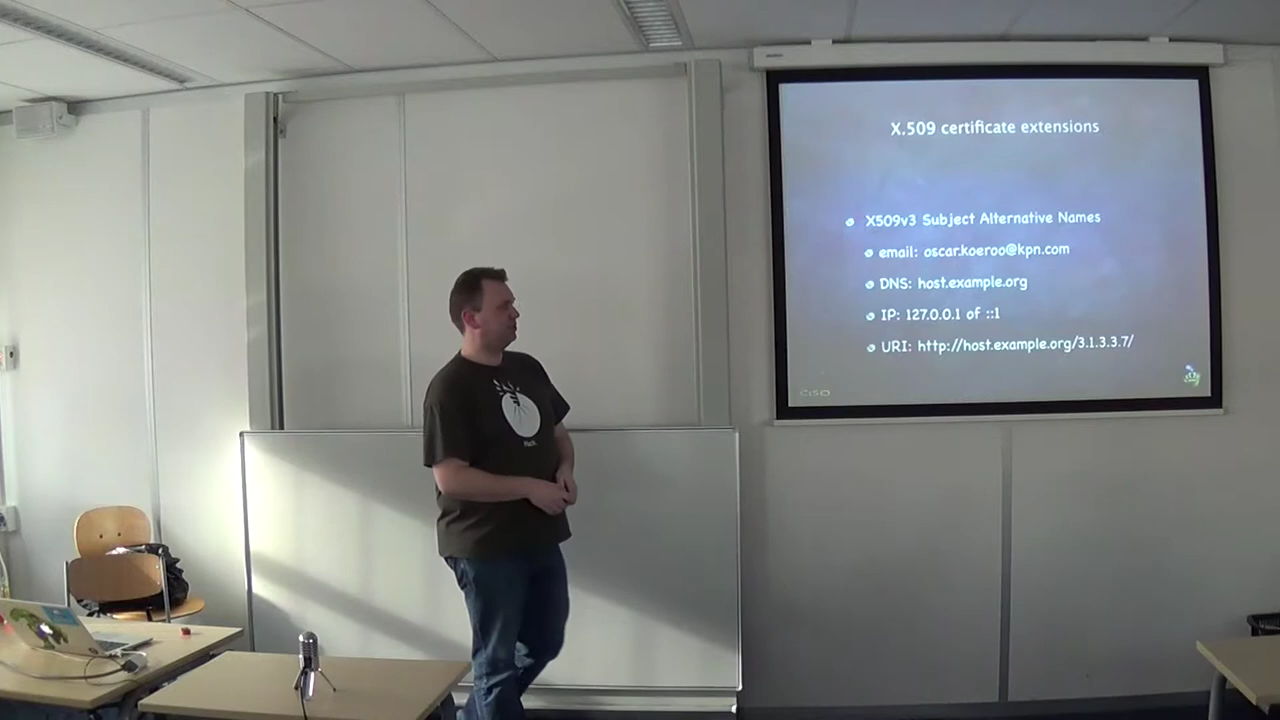 X.509 certificate extensions
X509v3 Subject Alternative Names
email: oscar.koeroo@kpn.com
DNS: host.example.org
IP: 127.0.0.1 of ::1
URI: http://host.example.org/3.1.3.3.7/
CISO